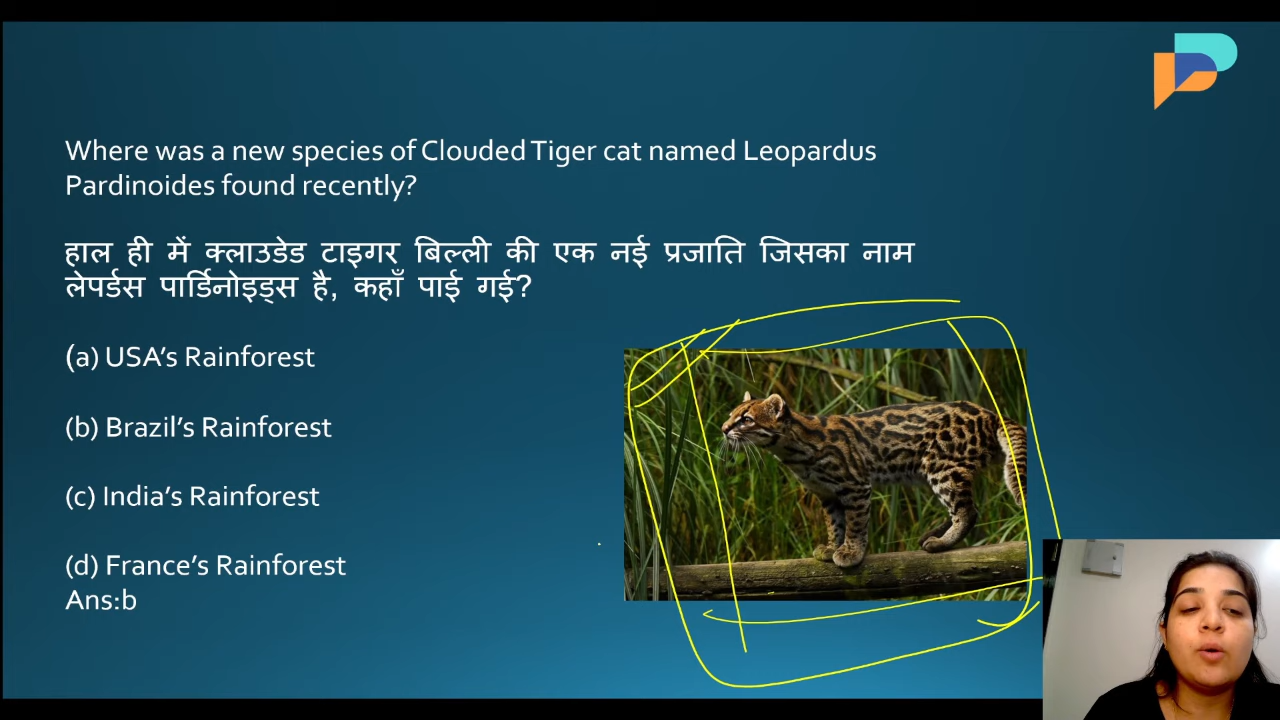 Where was a new species of Clouded Tiger cat named Leopardus
Pardinoides found recently?
हाल ही में क्लाउडेड टाइगर बिल्ली की एक नई प्रजाति जिसका नाम
लेपर्डस पार्डिनोइड्स है, कहाँ पाई गई?
(a) USA's Rainforest
(b) Brazil's Rainforest
(c) India's Rainforest
(d) France's Rainforest
Ans:b